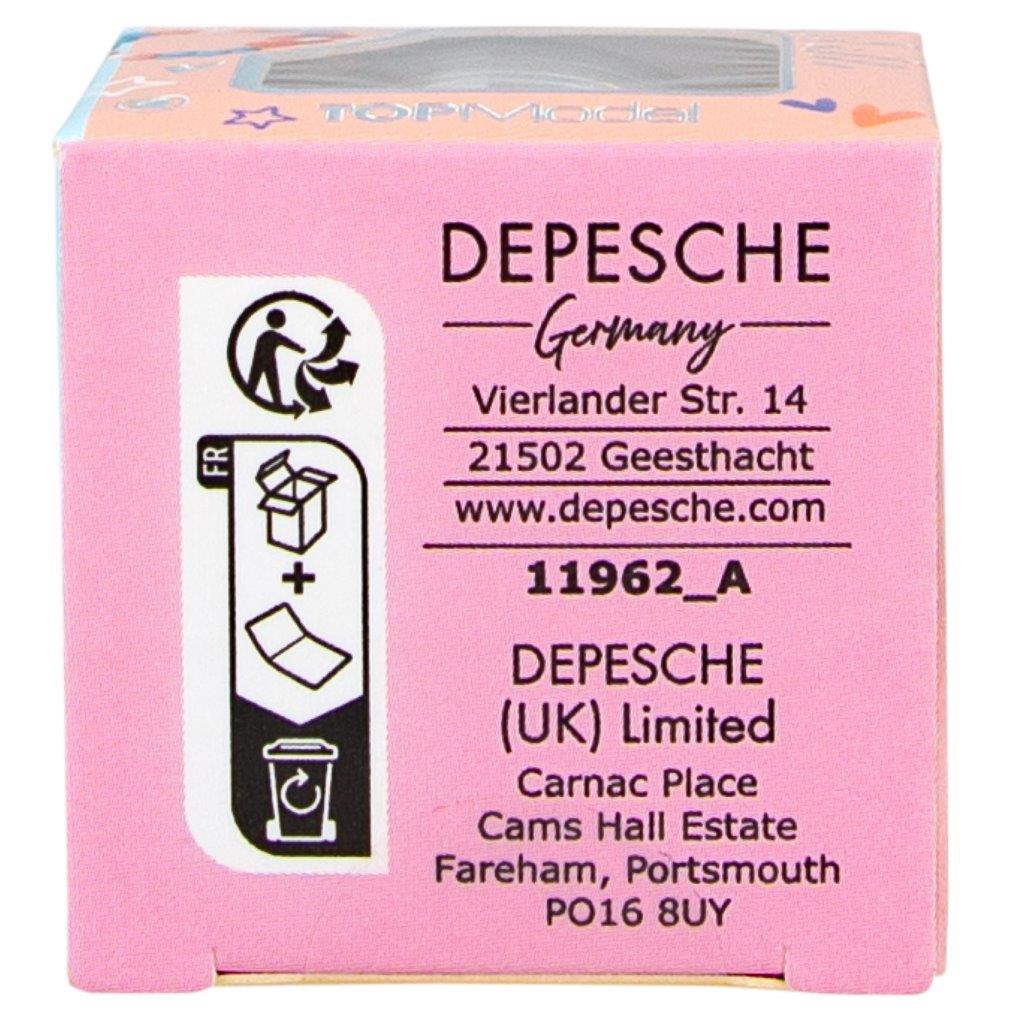 TOPModel
DEPESCHE
Germany
Vierlander Str. 14
21502 Geesthacht
www.depesche.com
11962_A
FR
+
DEPESCHE
(UK) Limited
Carnac Place
Cams Hall Estate
Fareham, Portsmouth
PO16 8UY